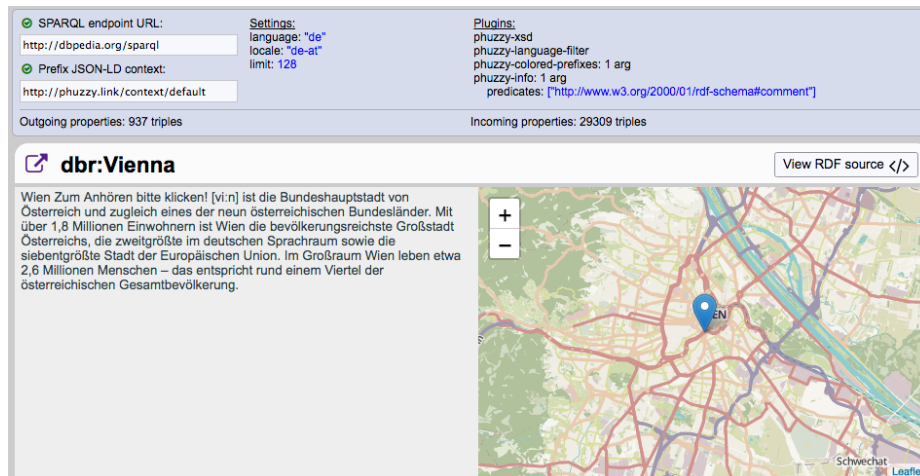 SPARQL endpoint URL:
http://dbpedia.org/sparql
Prefix JSON-LD context:
http://phuzzy.link/context/default
Settings:
language: "de"
locale: "de-at"
limit: 128
Plugins:
phuzzy-xsd
phuzzy-language-filter
phuzzy-colored-prefixes: 1 arg
phuzzy-info: 1 arg
predicates: ["http://www.w3.org/2000/01/rdf-schema#comment"]
Outgoing properties: 937 triples
Incoming properties: 29309 triples
dbr:Vienna
View RDF source </>
Wien Zum Anhören bitte klicken! [vi:n] ist die Bundeshauptstadt von
Österreich und zugleich eines der neun österreichischen Bundesländer. Mit
über 1,8 Millionen Einwohnern ist Wien die bevölkerungsreichste Großstadt
Österreichs, die zweitgrößte im deutschen Sprachraum sowie die
siebentgrößte Stadt der Europäischen Union. Im Großraum Wien leben etwa
2,6 Millionen Menschen – das entspricht rund einem Viertel der
österreichischen Gesamtbevölkerung.
+
−
EN
Schwechat
Leafle